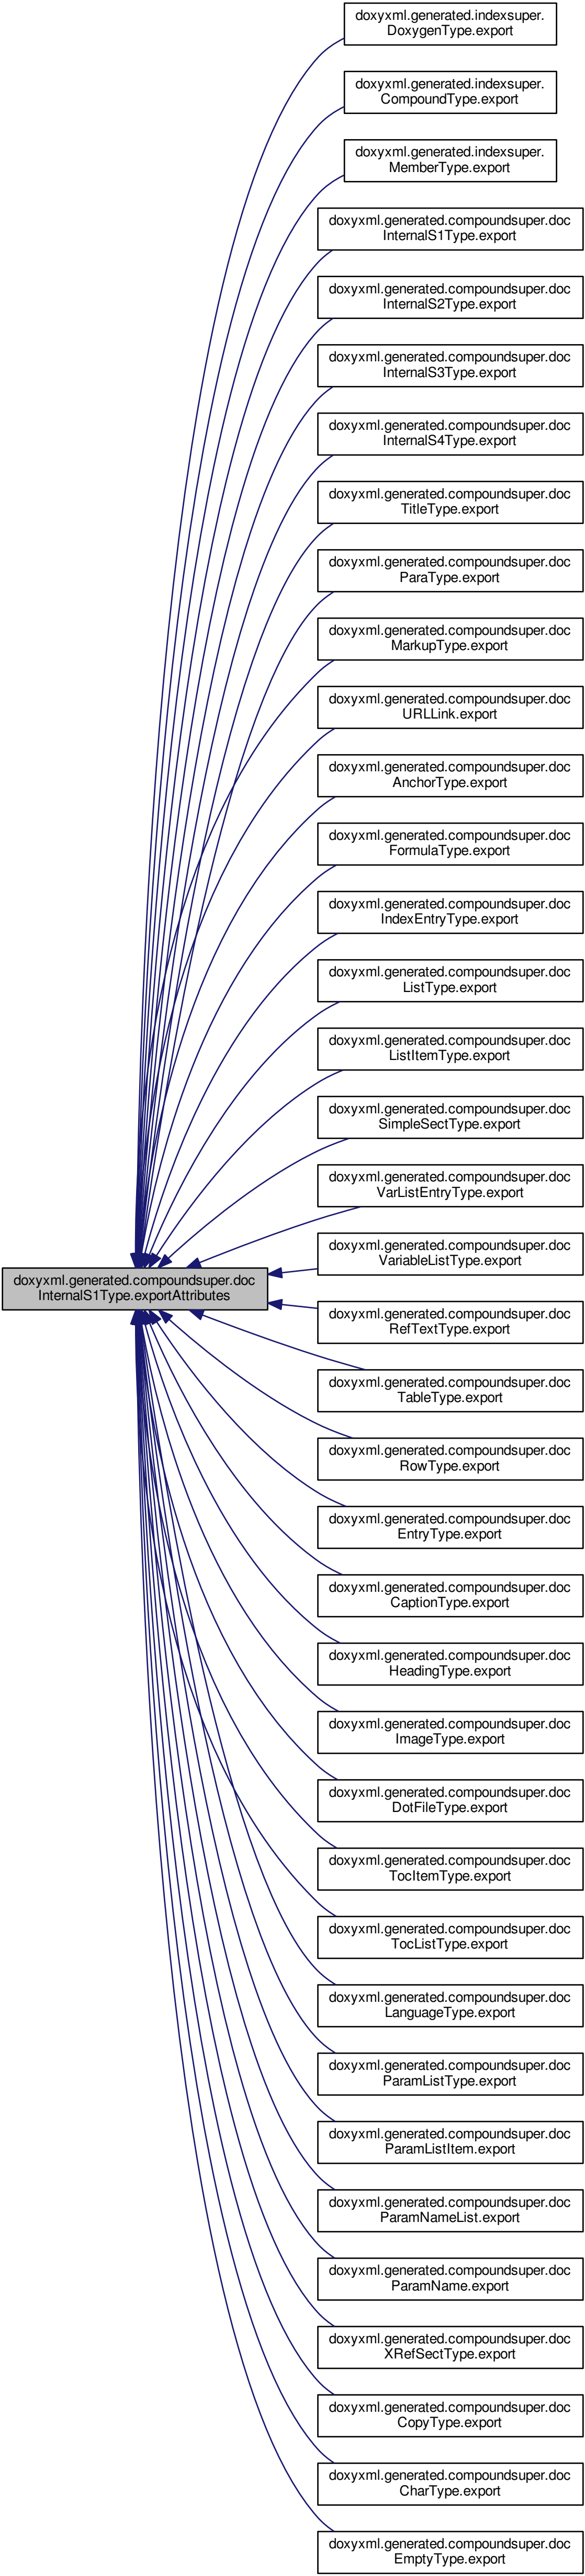 doxyxml.generated.indexsuper.
DoxygenType.export
doxyxml.generated.indexsuper.
CompoundType.export
doxyxml.generated.indexsuper.
MemberType.export
doxyxml.generated.compoundsuper.doc
InternalS1Type.export
doxyxml.generated.compoundsuper.doc
InternalS2Type.export
doxyxml.generated.compoundsuper.doc
InternalS3Type.export
doxyxml.generated.compoundsuper.doc
InternalS4Type.export
doxyxml.generated.compoundsuper.doc
TitleType.export
doxyxml.generated.compoundsuper.doc
ParaType.export
doxyxml.generated.compoundsuper.doc
MarkupType.export
doxyxml.generated.compoundsuper.doc
URLLink.export
doxyxml.generated.compoundsuper.doc
AnchorType.export
doxyxml.generated.compoundsuper.doc
FormulaType.export
doxyxml.generated.compoundsuper.doc
IndexEntryType.export
doxyxml.generated.compoundsuper.doc
ListType.export
doxyxml.generated.compoundsuper.doc
ListItemType.export
doxyxml.generated.compoundsuper.doc
SimpleSectType.export
doxyxml.generated.compoundsuper.doc
VarListEntryType.export
doxyxml.generated.compoundsuper.doc
VariableListType.export
doxyxml.generated.compoundsuper.doc
InternalS1Type.exportAttributes
doxyxml.generated.compoundsuper.doc
RefTextType.export
doxyxml.generated.compoundsuper.doc
TableType.export
doxyxml.generated.compoundsuper.doc
RowType.export
doxyxml.generated.compoundsuper.doc
EntryType.export
doxyxml.generated.compoundsuper.doc
CaptionType.export
doxyxml.generated.compoundsuper.doc
HeadingType.export
doxyxml.generated.compoundsuper.doc
ImageType.export
doxyxml.generated.compoundsuper.doc
DotFileType.export
doxyxml.generated.compoundsuper.doc
TocItemType.export
doxyxml.generated.compoundsuper.doc
TocListType.export
doxyxml.generated.compoundsuper.doc
LanguageType.export
doxyxml.generated.compoundsuper.doc
ParamListType.export
doxyxml.generated.compoundsuper.doc
ParamListItem.export
doxyxml.generated.compoundsuper.doc
ParamNameList.export
doxyxml.generated.compoundsuper.doc
ParamName.export
doxyxml.generated.compoundsuper.doc
XRefSectType.export
doxyxml.generated.compoundsuper.doc
CopyType.export
doxyxml.generated.compoundsuper.doc
CharType.export
doxyxml.generated.compoundsuper.doc
EmptyType.export